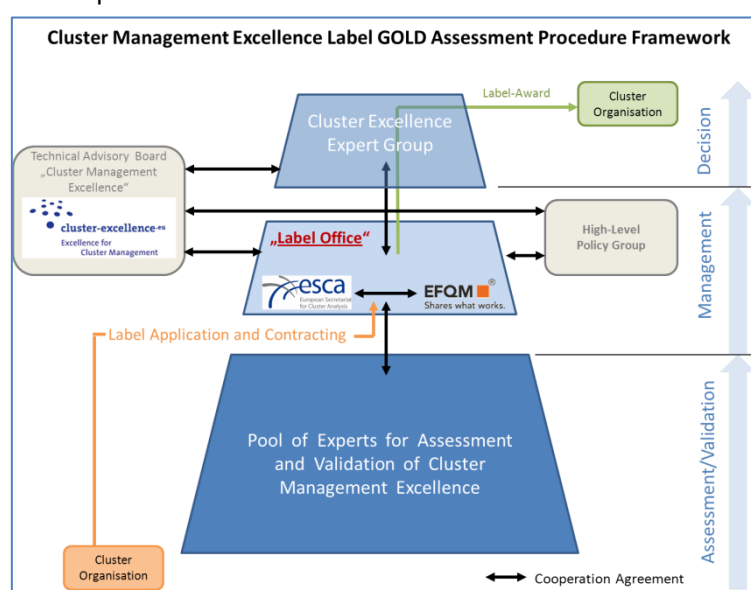 Cluster Management Excellence Label GOLD Assessment Procedure Framework
Label-Award
Cluster
Organisation
Cluster Excellence
Expert Group
Decision
Technical Advisory Board
„Cluster Management
Excellence“
cluster-excellence.eu
Excellence for
Cluster Management
„Label Office“
High-Level
Policy Group
Management
esca
European Secretariat
for Cluster Analysis
EFQM
®
Shares what works.
Label Application and Contracting
Pool of Experts for Assessment
and Validation of Cluster
Management Excellence
Assessment/Validation
Cluster
Organisation
Cooperation Agreement